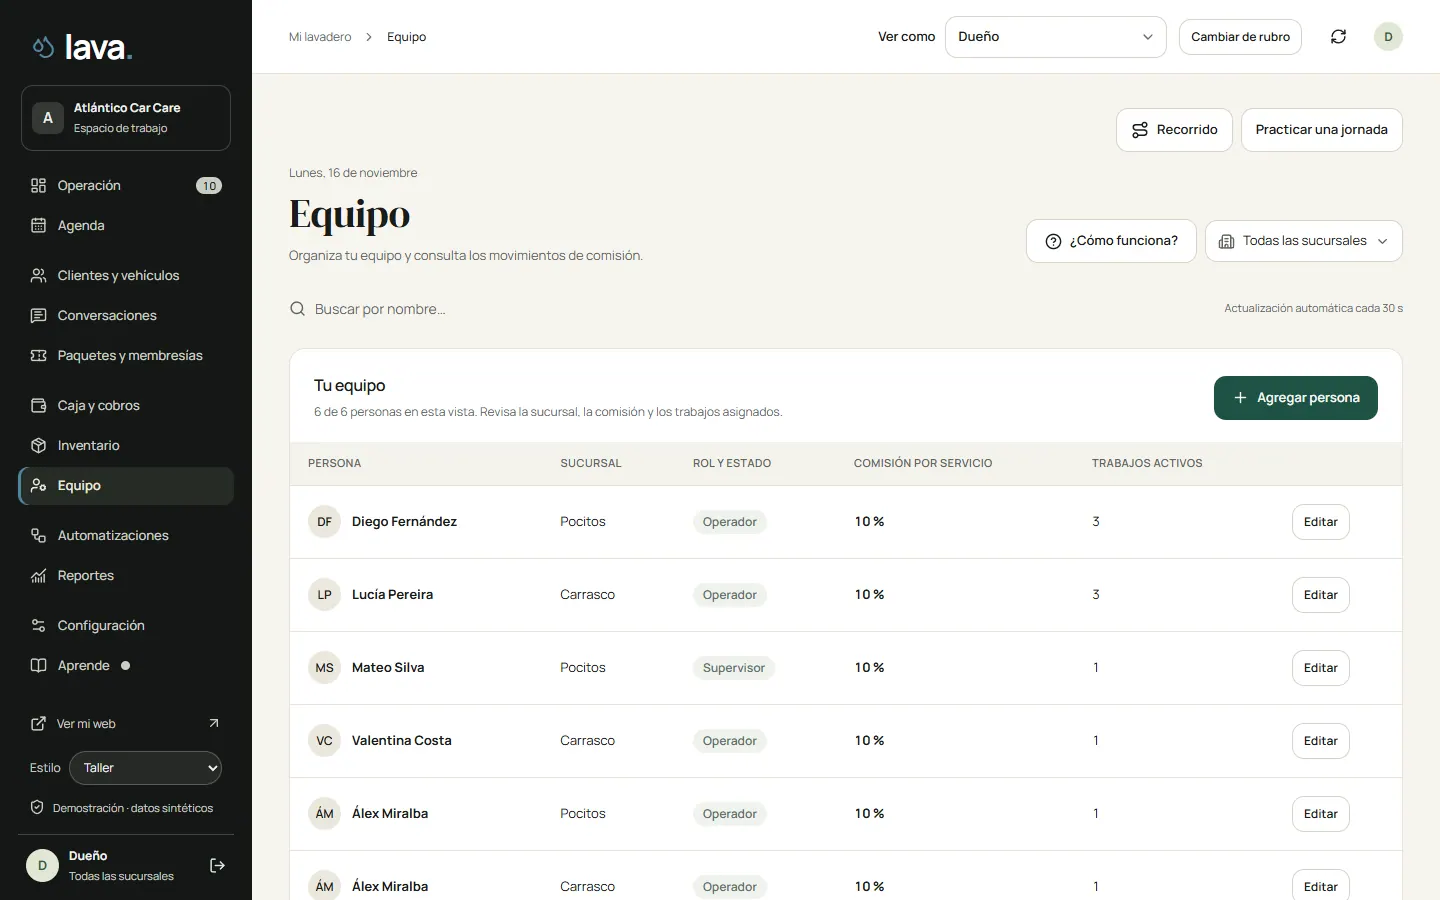 lava.
A
Atlántico Car Care
Espacio de trabajo
Operación 10
Agenda
Clientes y vehículos
Conversaciones
Paquetes y membresías
Caja y cobros
Inventario
Equipo
Automatizaciones
Reportes
Configuración
Aprende
Ver mi web
Estilo Taller
Demostración · datos sintéticos
D
Dueño
Todas las sucursales
Mi lavadero > Equipo
Ver como Dueño
Cambiar de rubro
D
Recorrido
Practicar una jornada
Lunes, 16 de noviembre
Equipo
Organiza tu equipo y consulta los movimientos de comisión.
¿Cómo funciona?
Todas las sucursales
Buscar por nombre...
Actualización automática cada 30 s
Tu equipo
6 de 6 personas en esta vista. Revisa la sucursal, la comisión y los trabajos asignados.
+ Agregar persona
PERSONA SUCURSAL ROL Y ESTADO COMISIÓN POR SERVICIO TRABAJOS ACTIVOS
DF Diego Fernández Pocitos Operador 10 % 3 Editar
LP Lucía Pereira Carrasco Operador 10 % 3 Editar
MS Mateo Silva Pocitos Supervisor 10 % 1 Editar
VC Valentina Costa Carrasco Operador 10 % 1 Editar
ÁM Álex Miralba Pocitos Operador 10 % 1 Editar
ÁM Álex Miralba Carrasco Operador 10 % 1 Editar